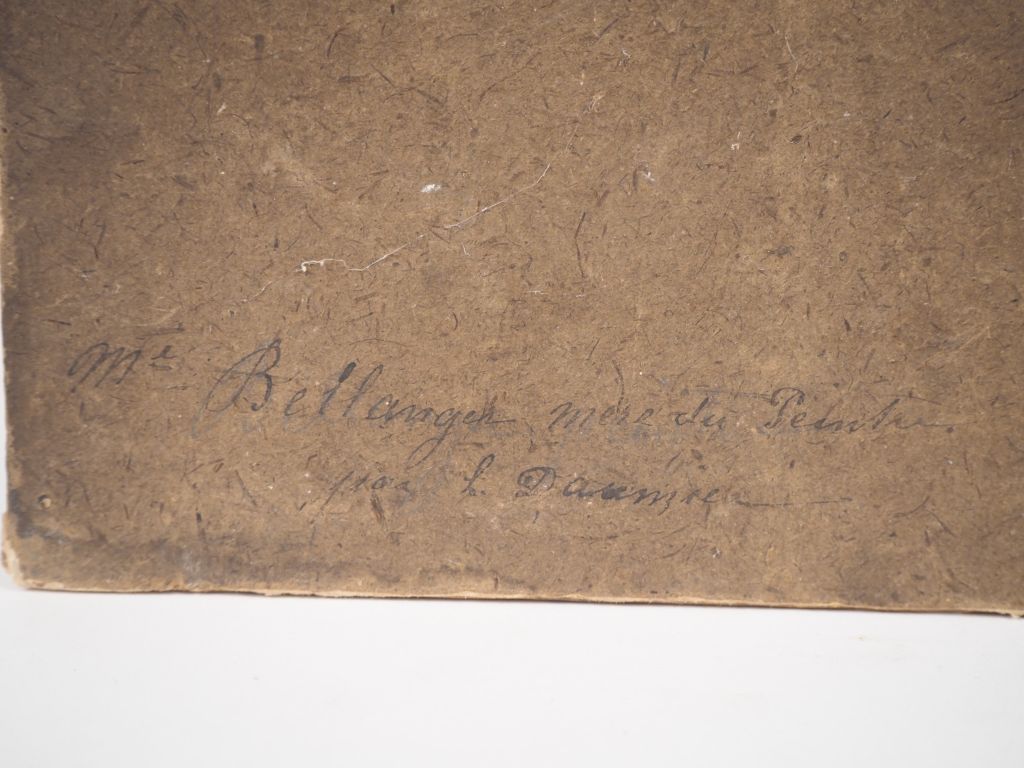 Me Bellanger mere du Peintre.
par h. Daumier